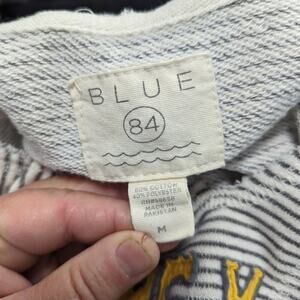 BLUE
84
60% COTTON
40% POLYESTER
MADE IN
PAKISTAN
M